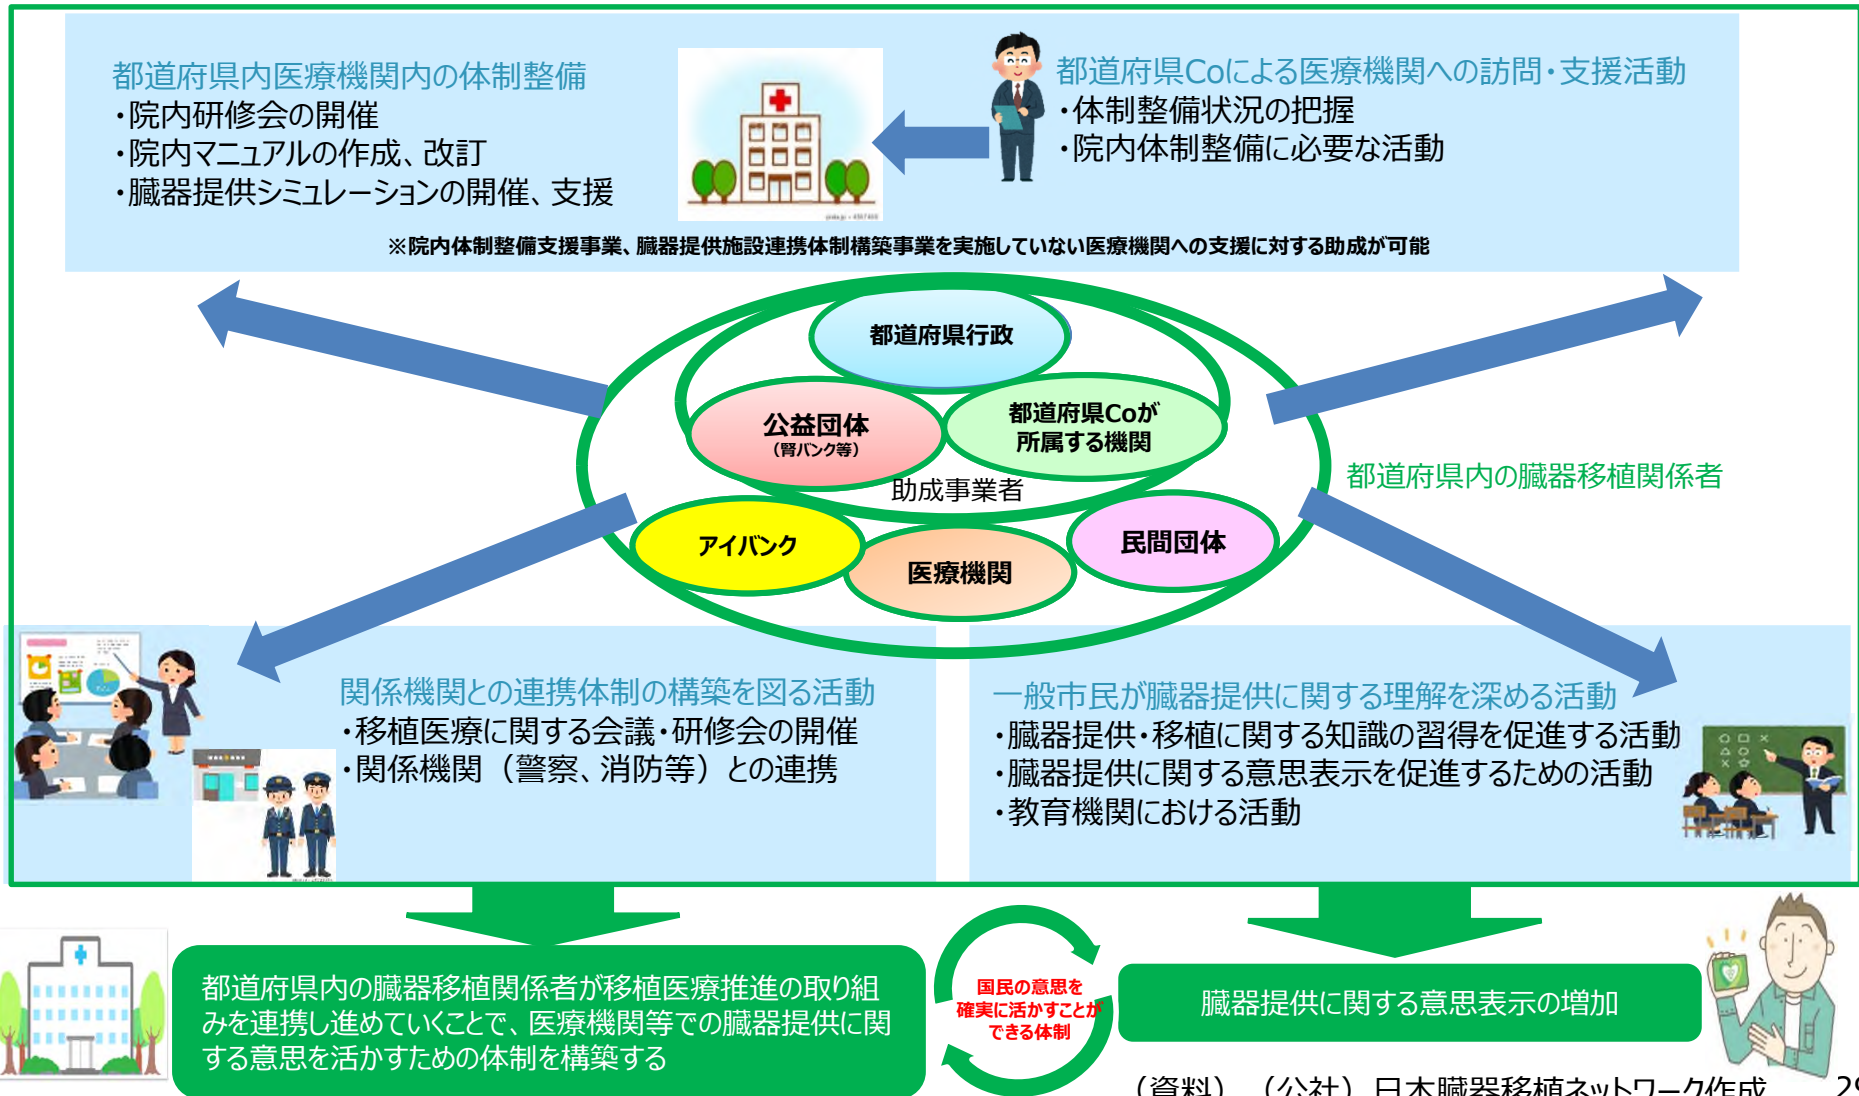 都道府県内医療機関内の体制整備
・院内研修会の開催
・院内マニュアルの作成、改訂
・臓器提供シミュレーションの開催、支援
都道府県Coによる医療機関への訪問・支援活動
・体制整備状況の把握
・院内体制整備に必要な活動
※院内体制整備支援事業、臓器提供施設連携体制構築事業を実施していない医療機関への支援に対する助成が可能
都道府県行政
公益団体
（腎バンク等）
都道府県Coが
所属する機関
助成事業者
アイバンク
医療機関
民間団体
都道府県内の臓器移植関係者
関係機関との連携体制の構築を図る活動
・移植医療に関する会議・研修会の開催
・関係機関（警察、消防等）との連携
一般市民が臓器提供に関する理解を深める活動
・臓器提供・移植に関する知識の習得を促進する活動
・臓器提供に関する意思表示を促進するための活動
・教育機関における活動
都道府県内の臓器移植関係者が移植医療推進の取り組
みを連携し進めていくことで、医療機関等での臓器提供に関
する意思を活かすための体制を構築する
国民の意思を
確実に活かすことが
できる体制
臓器提供に関する意思表示の増加
（資料）（公社）日本臓器移植ネットワーク作成